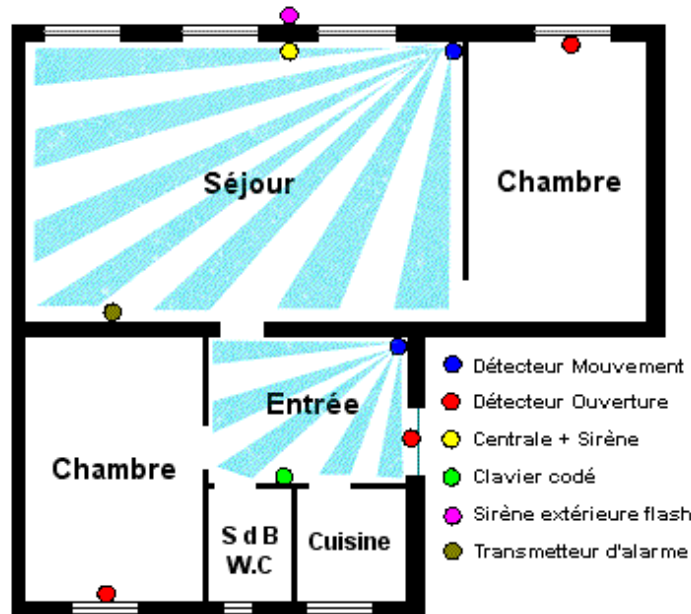 Séjour
Chambre
Entrée
Chambre
S d B
W.C
Cuisine
Détecteur Mouvement
Détecteur Ouverture
Centrale + Sirène
Clavier codé
Sirène extérieure flash
Transmetteur d'alarme